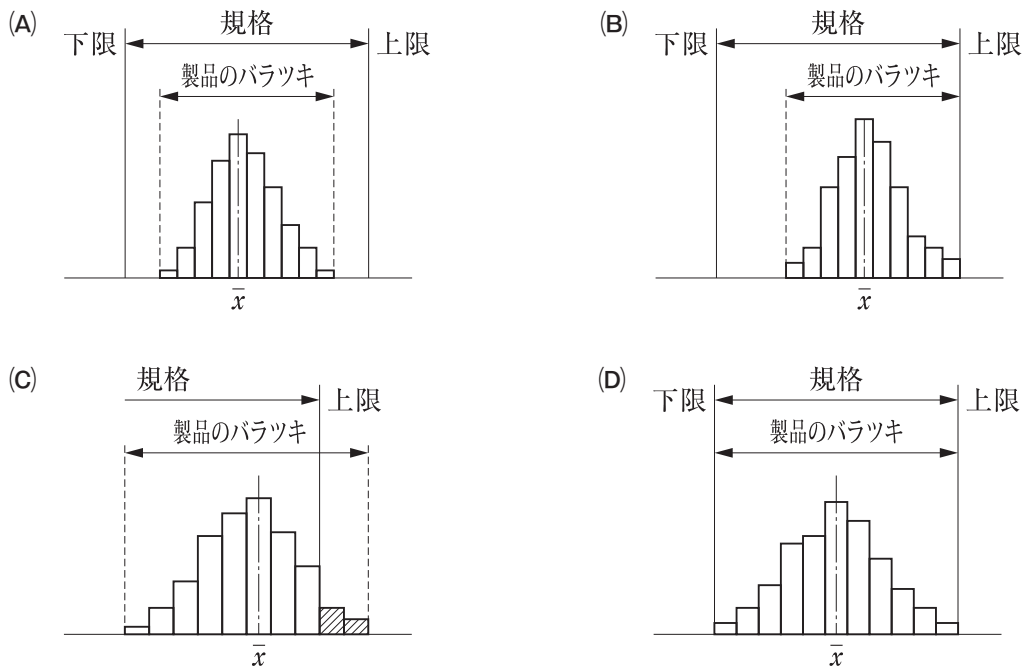 (A)
規格
下限
上限
製品のバラツキ
x̄
(B)
規格
下限
上限
製品のバラツキ
x̄
(C)
規格
上限
製品のバラツキ
x̄
(D)
規格
下限
上限
製品のバラツキ
x̄